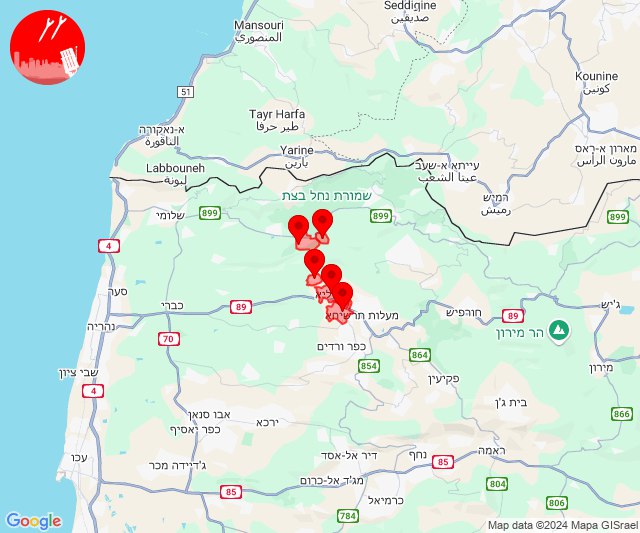 Seddigine
صديقين
Mansouri
المنصوري
Kounine
كونين
51
Tayr Harfa
طير حرفا
א-נאקורה
الناقورة
Yarine
يارين
מארון א-ראס
مارون الرأس
עייתא א-שעב
عيتا الشعب
Labbouneh
لبونة
רמיש
رميش
שמורת נחל בצת
899
שלומי
899
4
סער
כברי
89
נהריה
מעלות תרשיחא
חורפיש
89
ג'יש
הר מירון
70
כפר ורדים
864
854
מירון
שבי ציון
4
פקיעין
אבו סנאן
בית ג'ן
866
כפר יאסיף
ירכא
עכו
ראמה
נחף
דיר אל-אסד
ג'דיידה מכר
85
85
מג'ד אל-כרום
804
כרמיאל
806
784
Google
Map data ©2024 Mapa GISrael